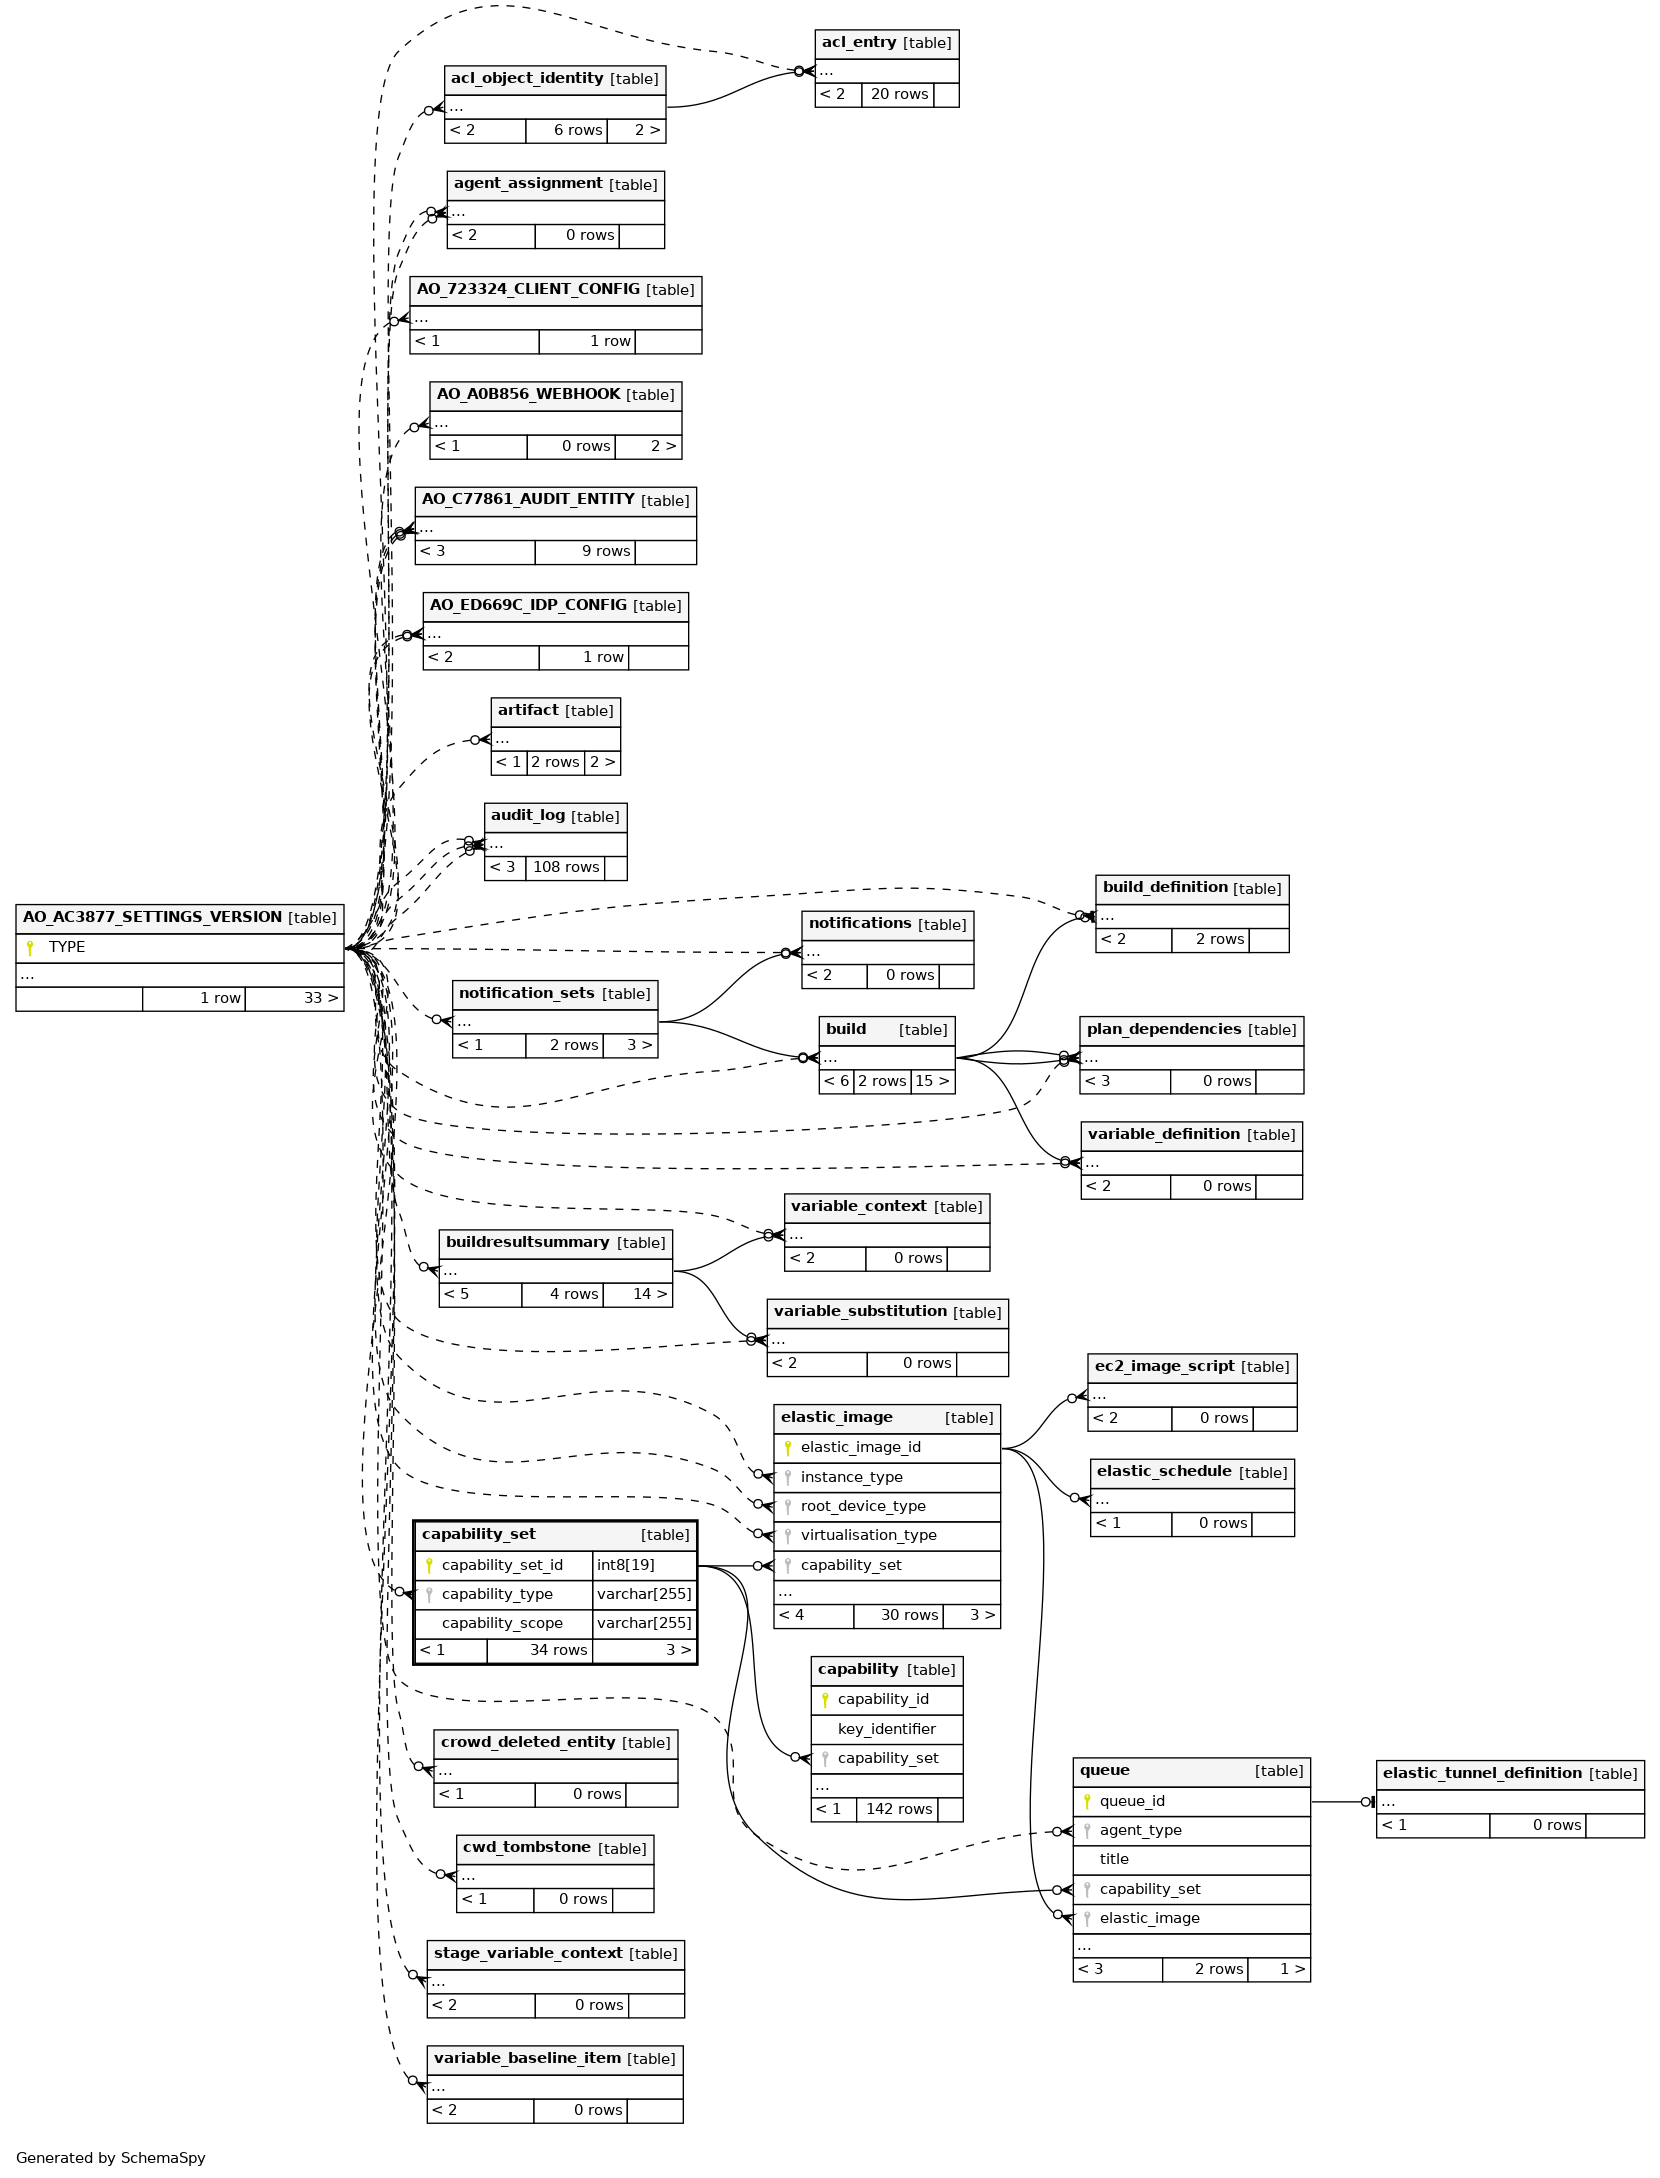 acl_entry [table]
...
< 2 20 rows
acl_object_identity [table]
...
< 2 6 rows 2 >
agent_assignment [table]
...
< 2 0 rows
AO_723324_CLIENT_CONFIG [table]
...
< 1 1 row
AO_A0B856_WEBHOOK [table]
...
< 1 0 rows 2 >
AO_C77861_AUDIT_ENTITY [table]
...
< 3 9 rows
AO_ED669C_IDP_CONFIG [table]
...
< 2 1 row
artifact [table]
...
< 1 2 rows 2 >
audit_log [table]
...
< 3 108 rows
AO_AC3877_SETTINGS_VERSION [table]
TYPE
...
1 row 33 >
build_definition [table]
...
< 2 2 rows
notifications [table]
...
< 2 0 rows
notification_sets [table]
...
< 1 2 rows 3 >
build [table]
...
< 6 2 rows 15 >
plan_dependencies [table]
...
< 3 0 rows
variable_definition [table]
...
< 2 0 rows
variable_context [table]
...
< 2 0 rows
buildresultsummary [table]
...
< 5 4 rows 14 >
variable_substitution [table]
...
< 2 0 rows
ec2_image_script [table]
...
< 2 0 rows
elastic_image [table]
elastic_image_id
instance_type
root_device_type
virtualisation_type
capability_set
...
< 4 30 rows 3 >
elastic_schedule [table]
...
< 1 0 rows
capability_set [table]
capability_set_id int8[19]
capability_type varchar[255]
capability_scope varchar[255]
< 1 34 rows 3 >
capability [table]
capability_id
key_identifier
capability_set
...
< 1 142 rows
crowd_deleted_entity [table]
...
< 1 0 rows
queue [table]
queue_id
agent_type
title
capability_set
elastic_image
...
< 3 2 rows 1 >
elastic_tunnel_definition [table]
...
< 1 0 rows
cwd_tombstone [table]
...
< 1 0 rows
stage_variable_context [table]
...
< 2 0 rows
variable_baseline_item [table]
...
< 2 0 rows
Generated by SchemaSpy